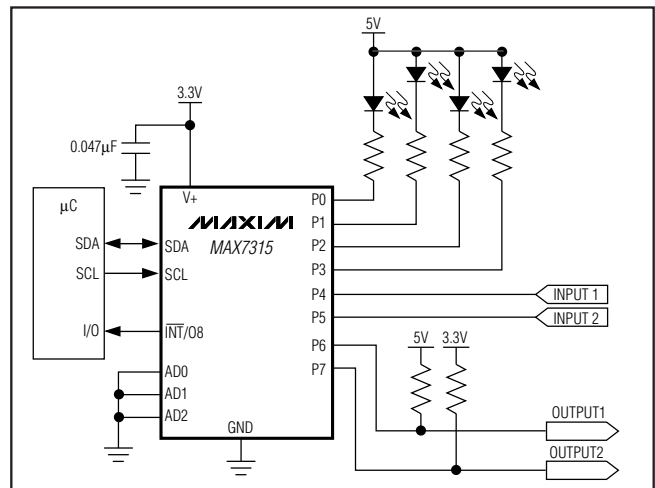 5V
3.3V
0.047μF
μC
SDA
SCL
I/O
V+
MAXIM
MAX7315
SDA
SCL
INT/O8
AD0
AD1
AD2
GND
P0
P1
P2
P3
P4
P5
P6
P7
INPUT 1
INPUT 2
5V
3.3V
OUTPUT1
OUTPUT2